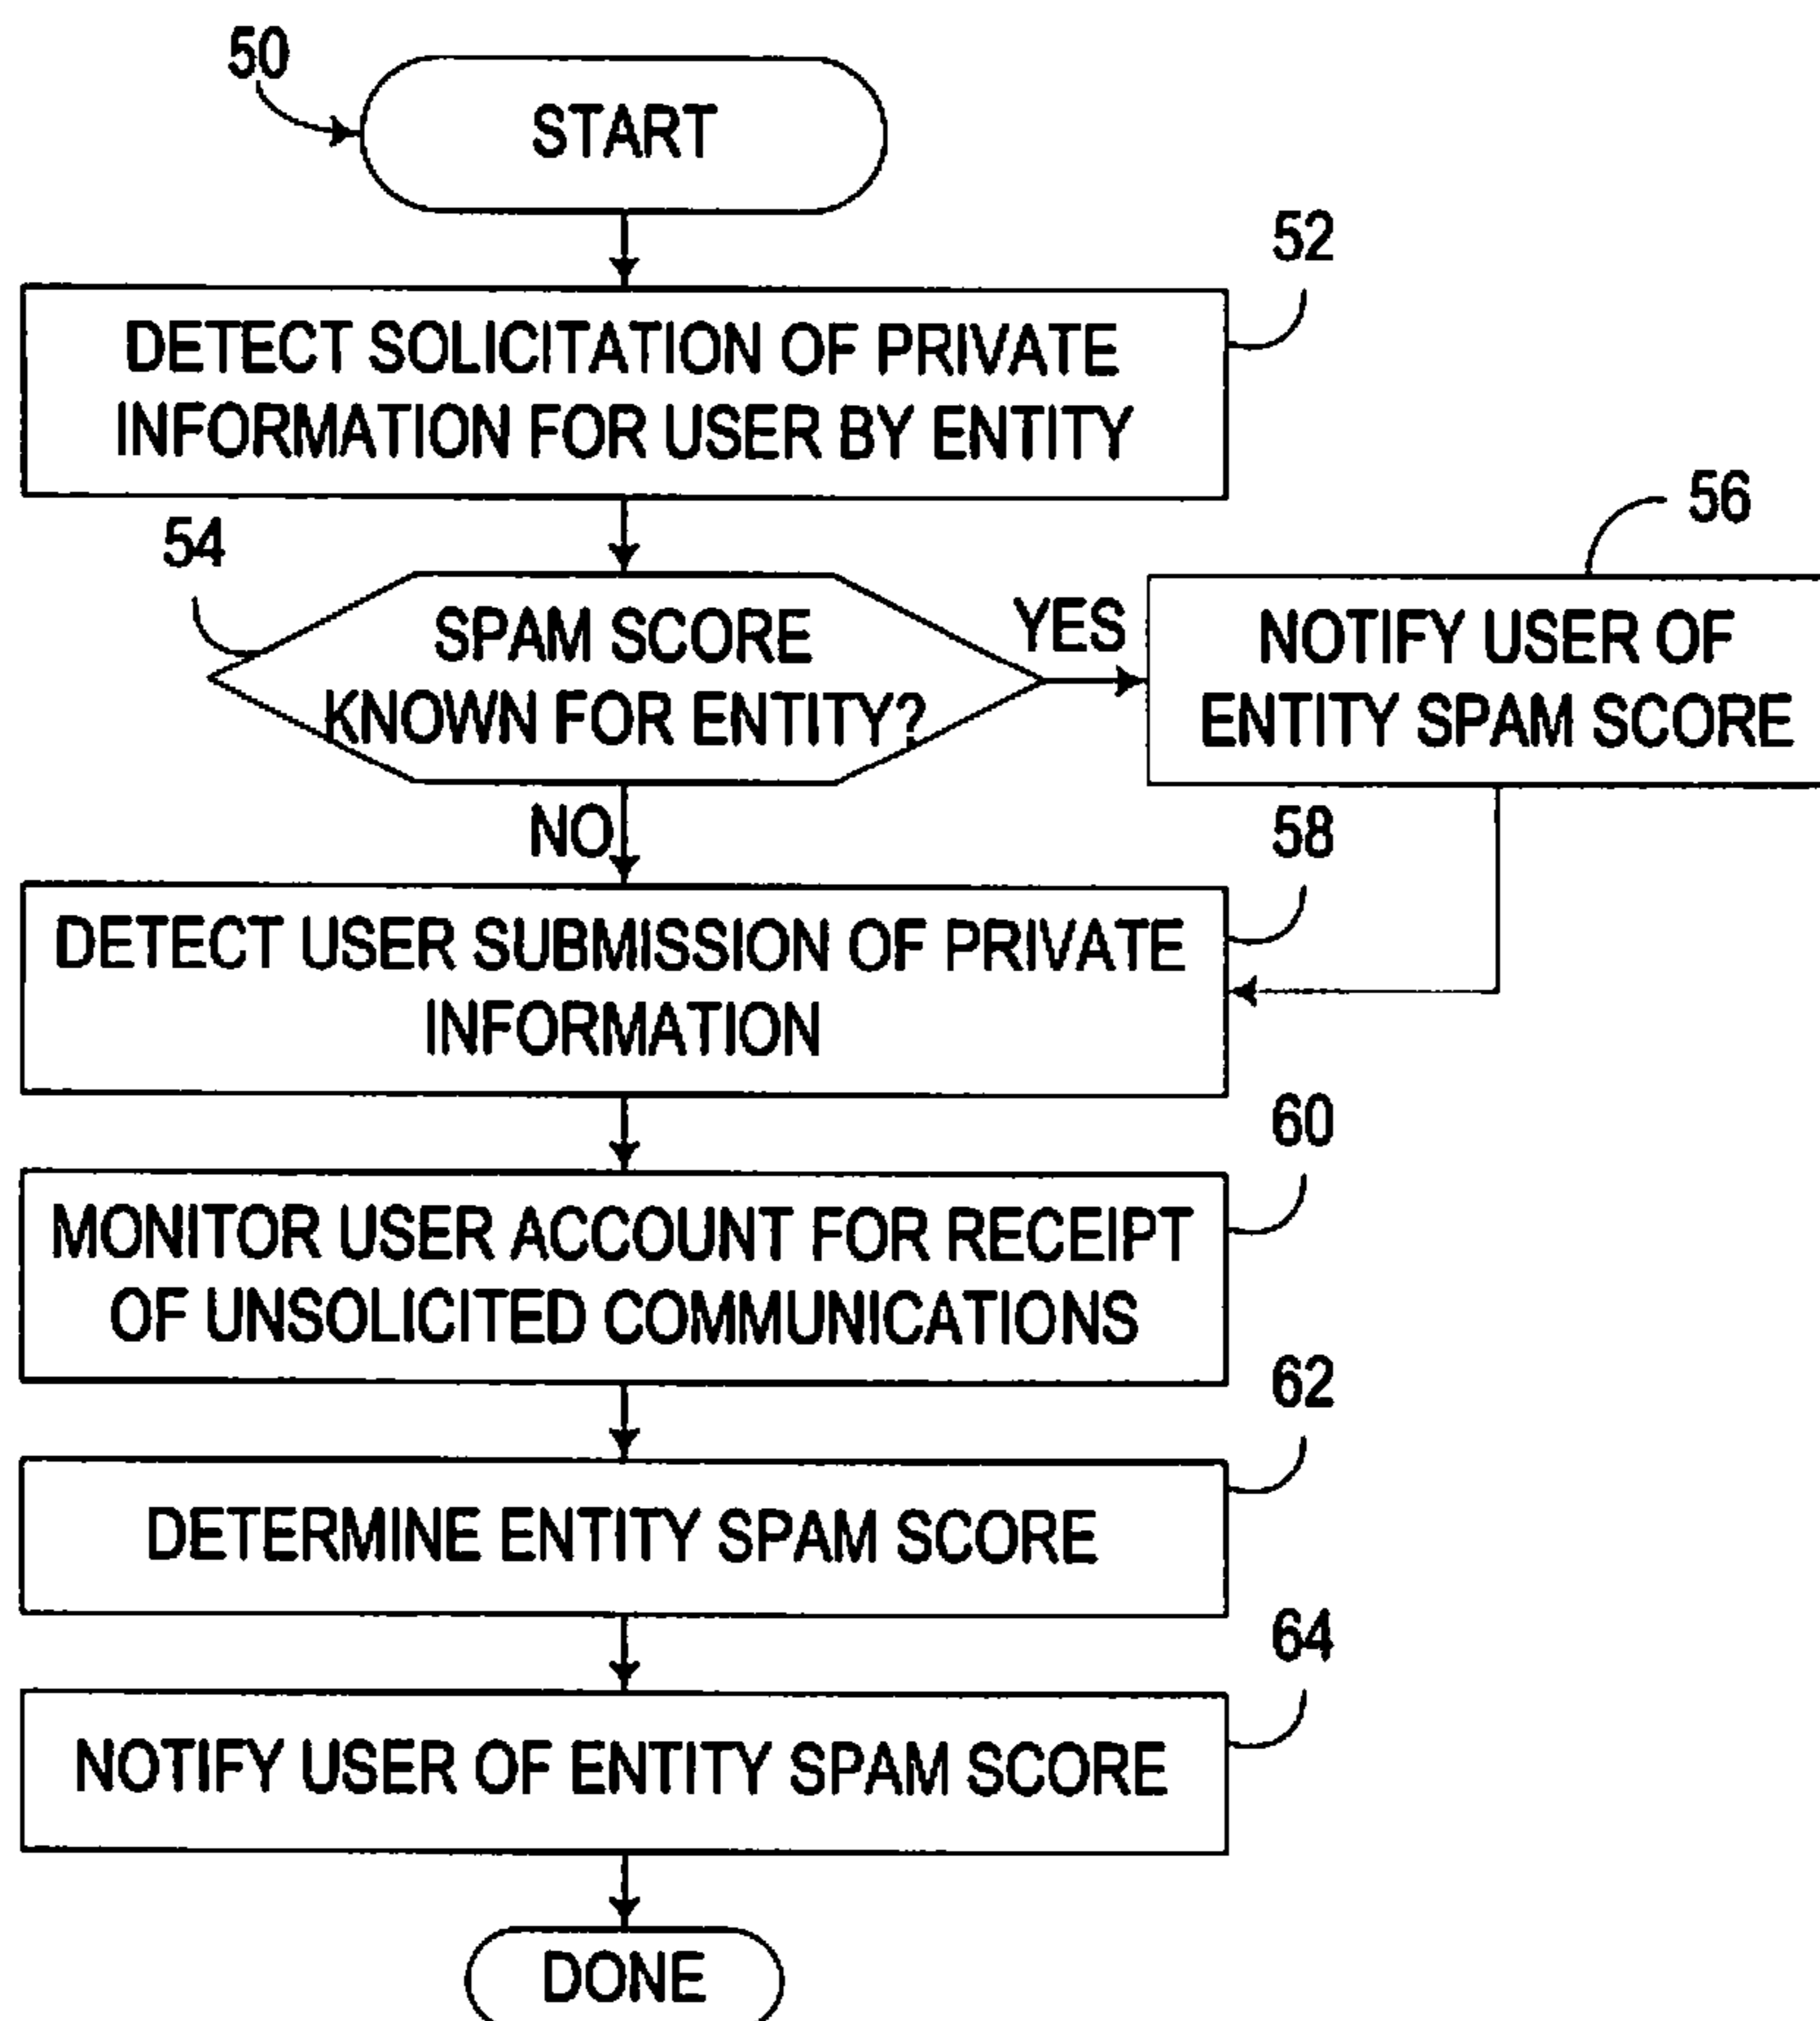 50
START
52
DETECT SOLICITATION OF PRIVATE
INFORMATION FOR USER BY ENTITY
54
SPAM SCORE
KNOWN FOR ENTITY?
YES
56
NOTIFY USER OF
ENTITY SPAM SCORE
NO
58
DETECT USER SUBMISSION OF PRIVATE
INFORMATION
60
MONITOR USER ACCOUNT FOR RECEIPT
OF UNSOLICITED COMMUNICATIONS
62
DETERMINE ENTITY SPAM SCORE
64
NOTIFY USER OF ENTITY SPAM SCORE
DONE